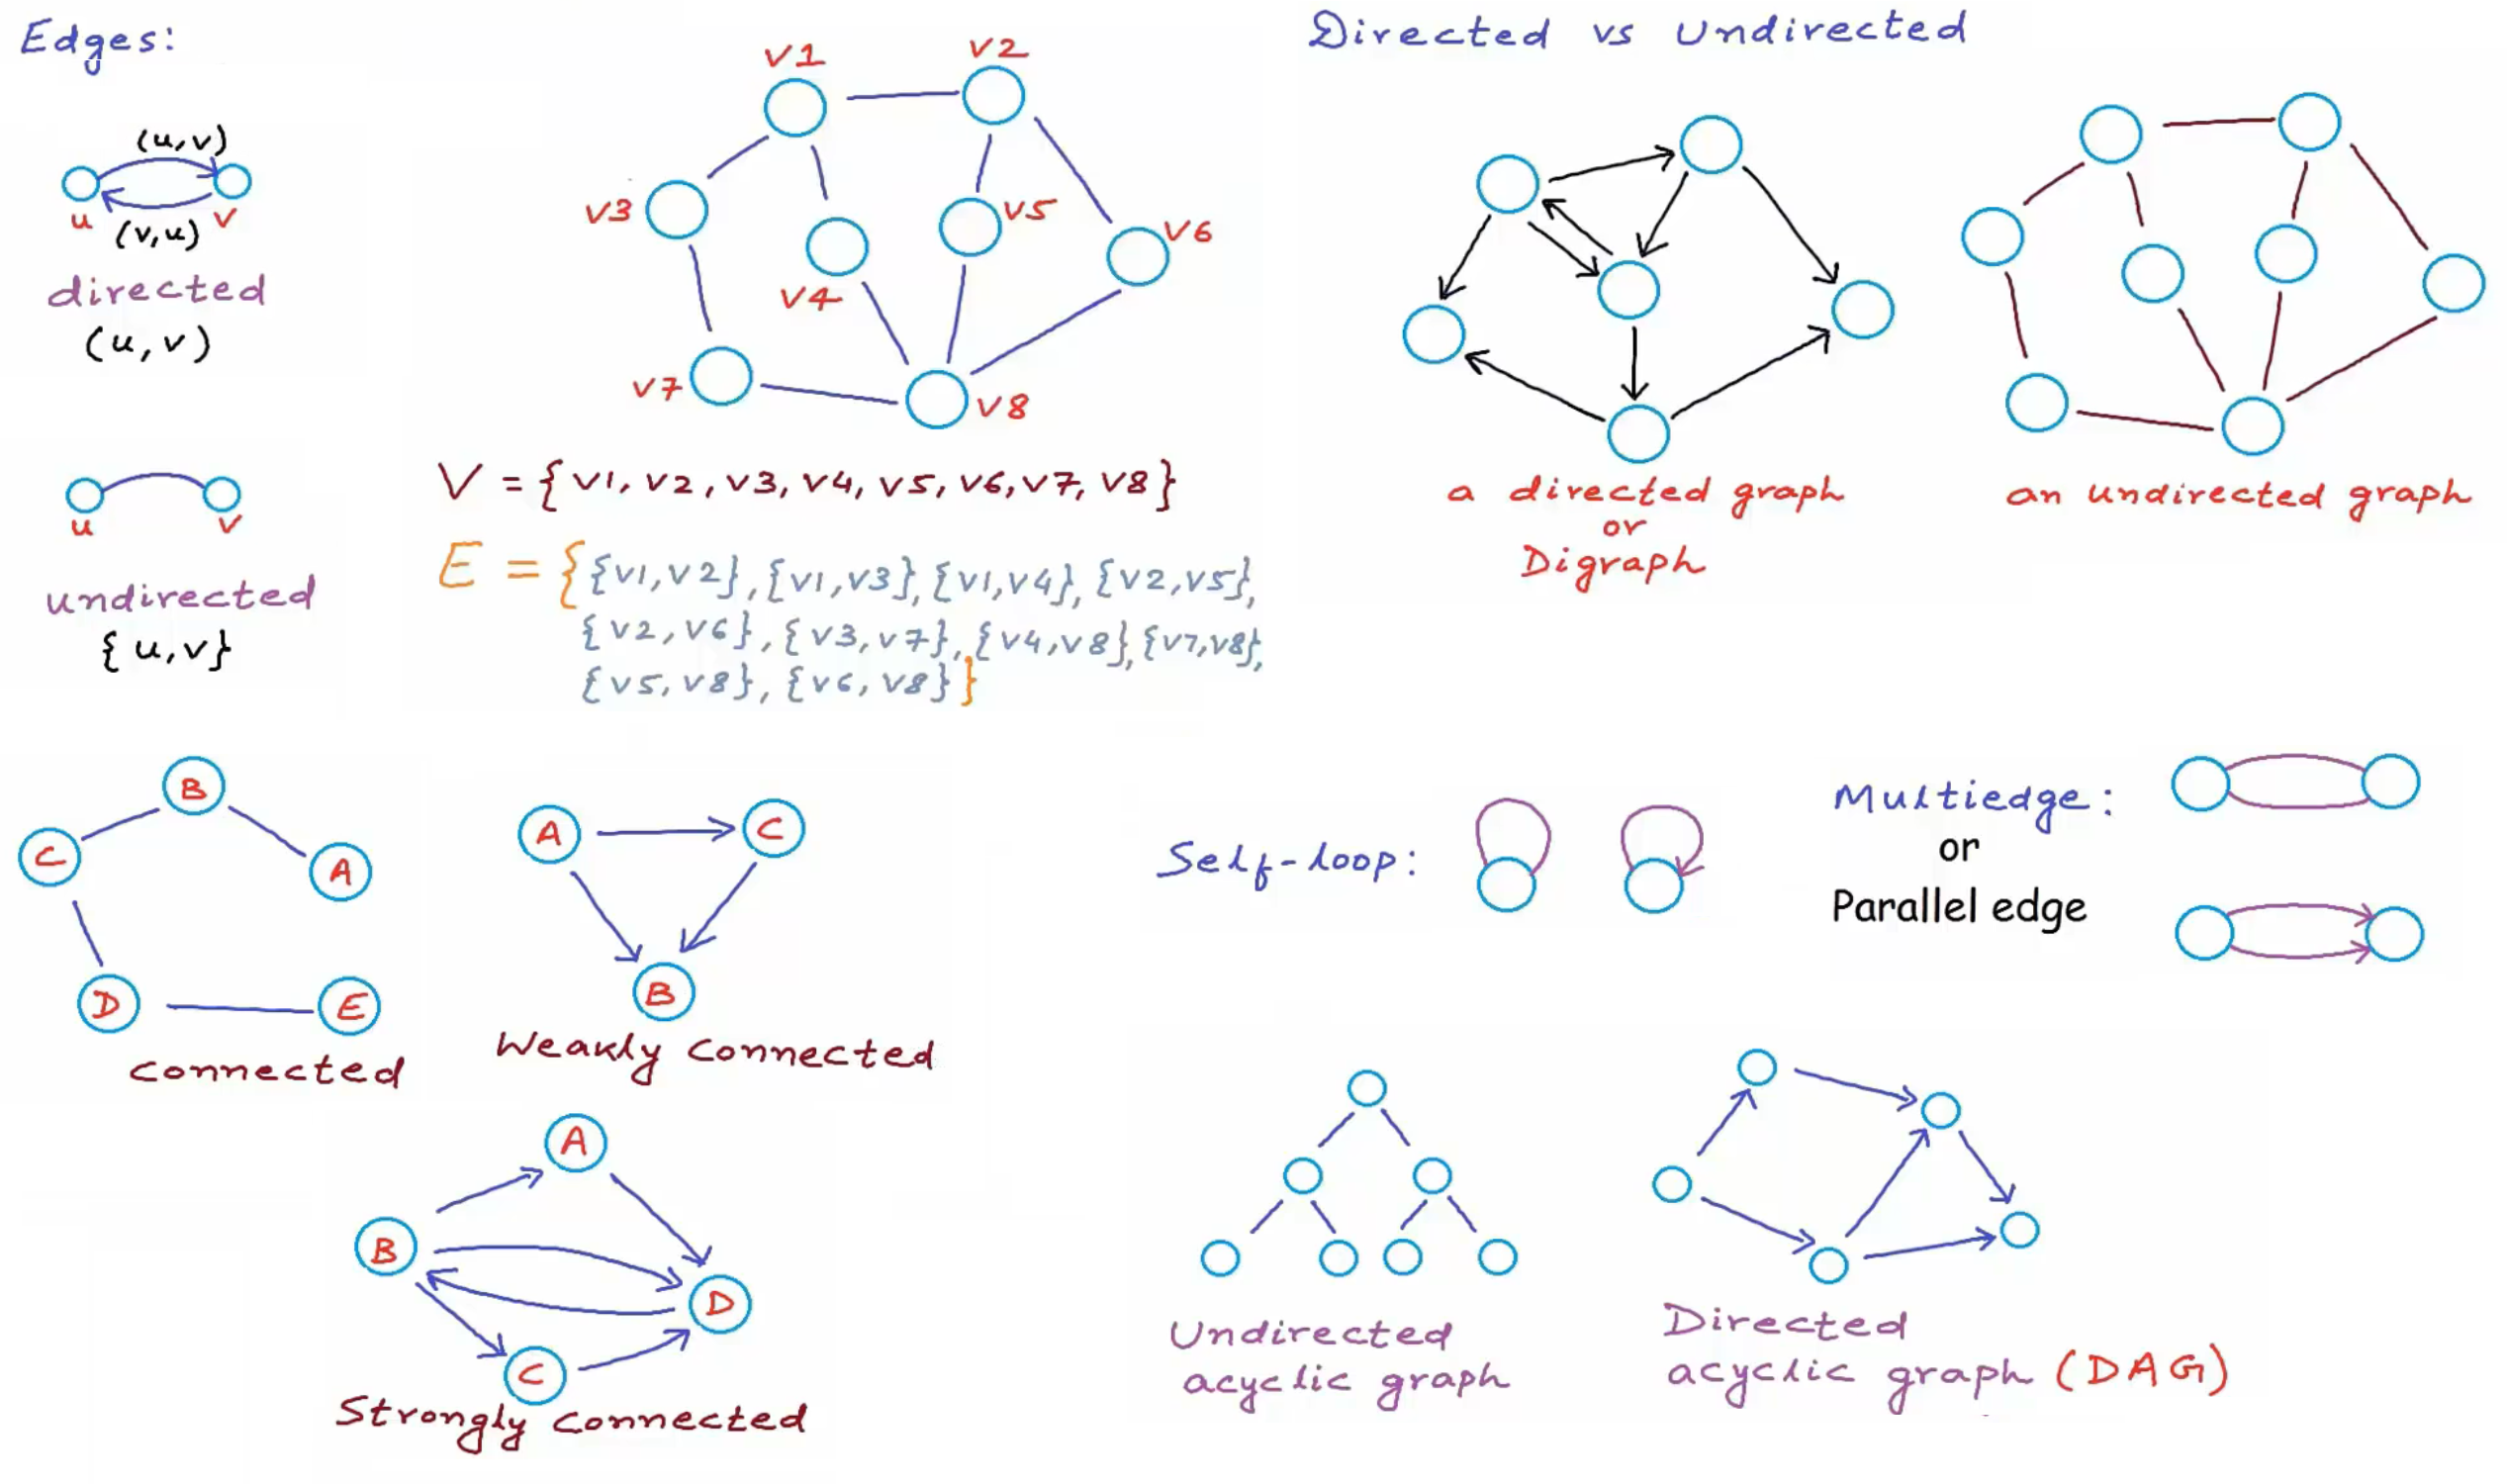 Edges:
(u,v)
u
v
(v,u)
directed
(u,v)
u
v
undirected
{u,v}
v1
v2
v3
v4
v5
v6
v7
v8
V = {v1, v2, v3, v4, v5, v6, v7, v8}
E = {{v1,v2}, {v1,v3}, {v1,v4}, {v2,v5},
{v2,v6}, {v3,v7}, {v4,v8}, {v7,v8},
{v5,v8}, {v6,v8}}
Directed vs Undirected
a directed graph
or
Digraph
an undirected graph
B
C
A
D
E
connected
A
C
B
Weakly connected
A
B
D
C
Strongly connected
Self-loop:
Multiedge:
or
Parallel edge
Undirected
acyclic graph
Directed
acyclic graph (DAG)